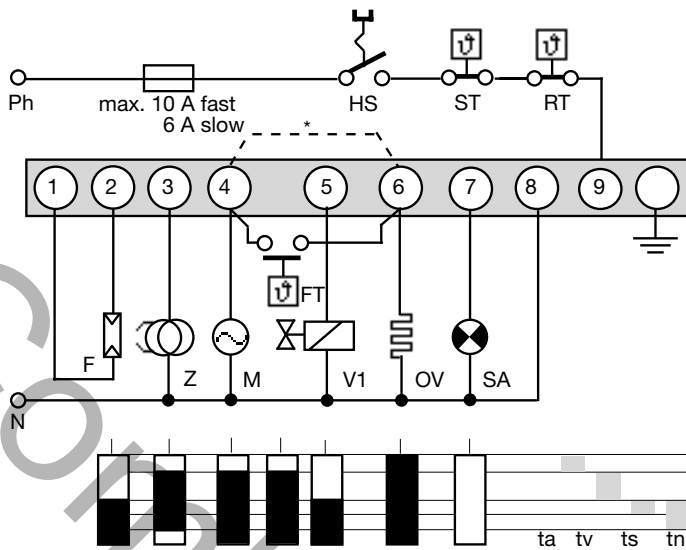 Ph
max. 10 A fast
6 A slow
HS
ST
RT
*
1 2 3 4 5 6 7 8 9
ϑ
ϑ
ϑ FT
F Z M V1 OV SA
N
ta tv ts tn